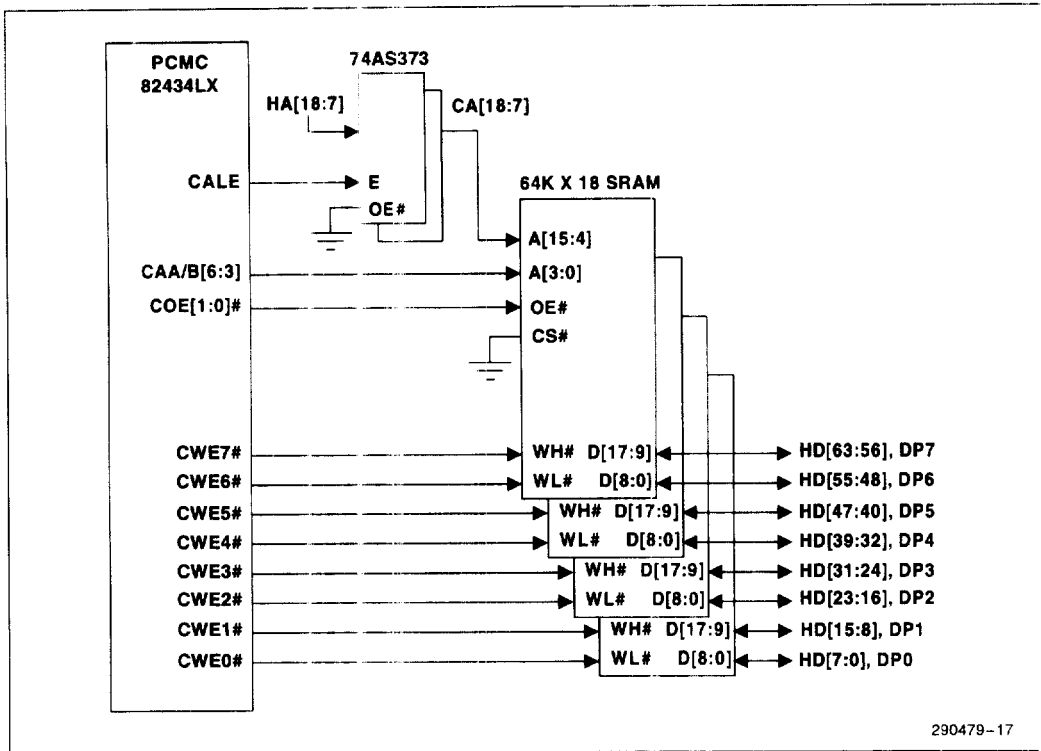 PCMC
82434LX
74AS373
HA[18:7]
CA[18:7]
CALE
E
OE#
64K X 18 SRAM
A[15:4]
CAA/B[6:3]
A[3:0]
COE[1:0]#
OE#
CS#
CWE7#
WH# D[17:9]
HD[63:56], DP7
CWE6#
WL# D[8:0]
HD[55:48], DP6
CWE5#
WH# D[17:9]
HD[47:40], DP5
CWE4#
WL# D[8:0]
HD[39:32], DP4
CWE3#
WH# D[17:9]
HD[31:24], DP3
CWE2#
WL# D[8:0]
HD[23:16], DP2
CWE1#
WH# D[17:9]
HD[15:8], DP1
CWE0#
WL# D[8:0]
HD[7:0], DP0
290479-17